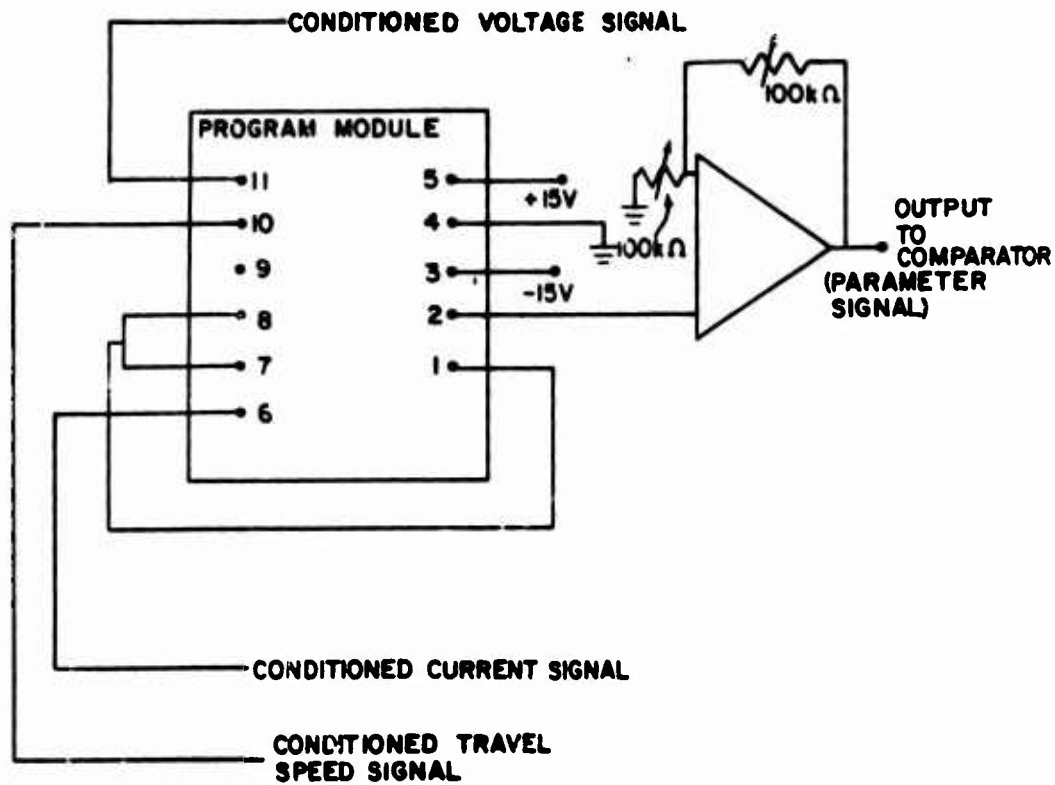 CONDITIONED VOLTAGE SIGNAL
100kΩ
PROGRAM MODULE
11
5
+15V
10
4
100kΩ
9
3
-15V
8
2
7
1
6
OUTPUT
TO
COMPARATOR
(PARAMETER
SIGNAL)
CONDITIONED CURRENT SIGNAL
CONDITIONED TRAVEL
SPEED SIGNAL